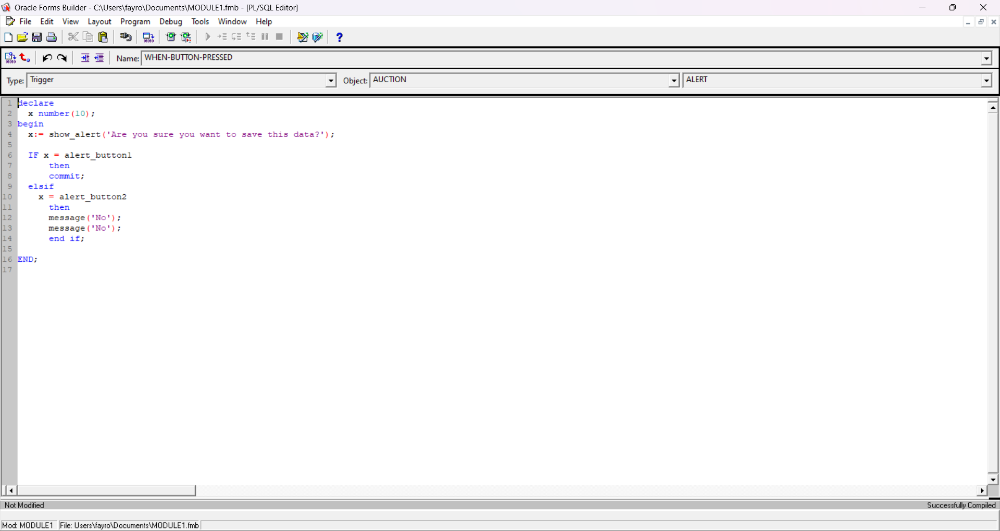 Oracle Forms Builder - C:\Users\fayro\Documents\MODULE1.fmb - [PL/SQL Editor]
File Edit View Layout Program Debug Tools Window Help
Name: WHEN-BUTTON-PRESSED
Type: Trigger Object: AUCTION ALERT
1 declare
2 x number(10);
3 begin
4 x:= show_alert('Are you sure you want to save this data?');
5
6 IF x = alert_button1
7 then
8 commit;
9 elsif
10 x = alert_button2
11 then
12 message('No');
13 message('No');
14 end if;
15
16 END;
17
Not Modified Successfully Compiled
Mod: MODULE1 File: Users\fayro\Documents\MODULE1.fmb